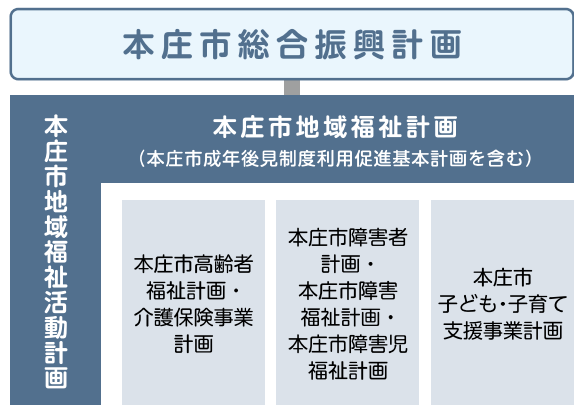 本庄市総合振興計画
本庄市地域福祉活動計画
本庄市地域福祉計画
（本庄市成年後見制度利用促進基本計画を含む）
本庄市高齢者
福祉計画・
介護保険事業
計画
本庄市障害者
計画・
本庄市障害
福祉計画・
本庄市障害児
福祉計画
本庄市
子ども・子育て
支援事業計画